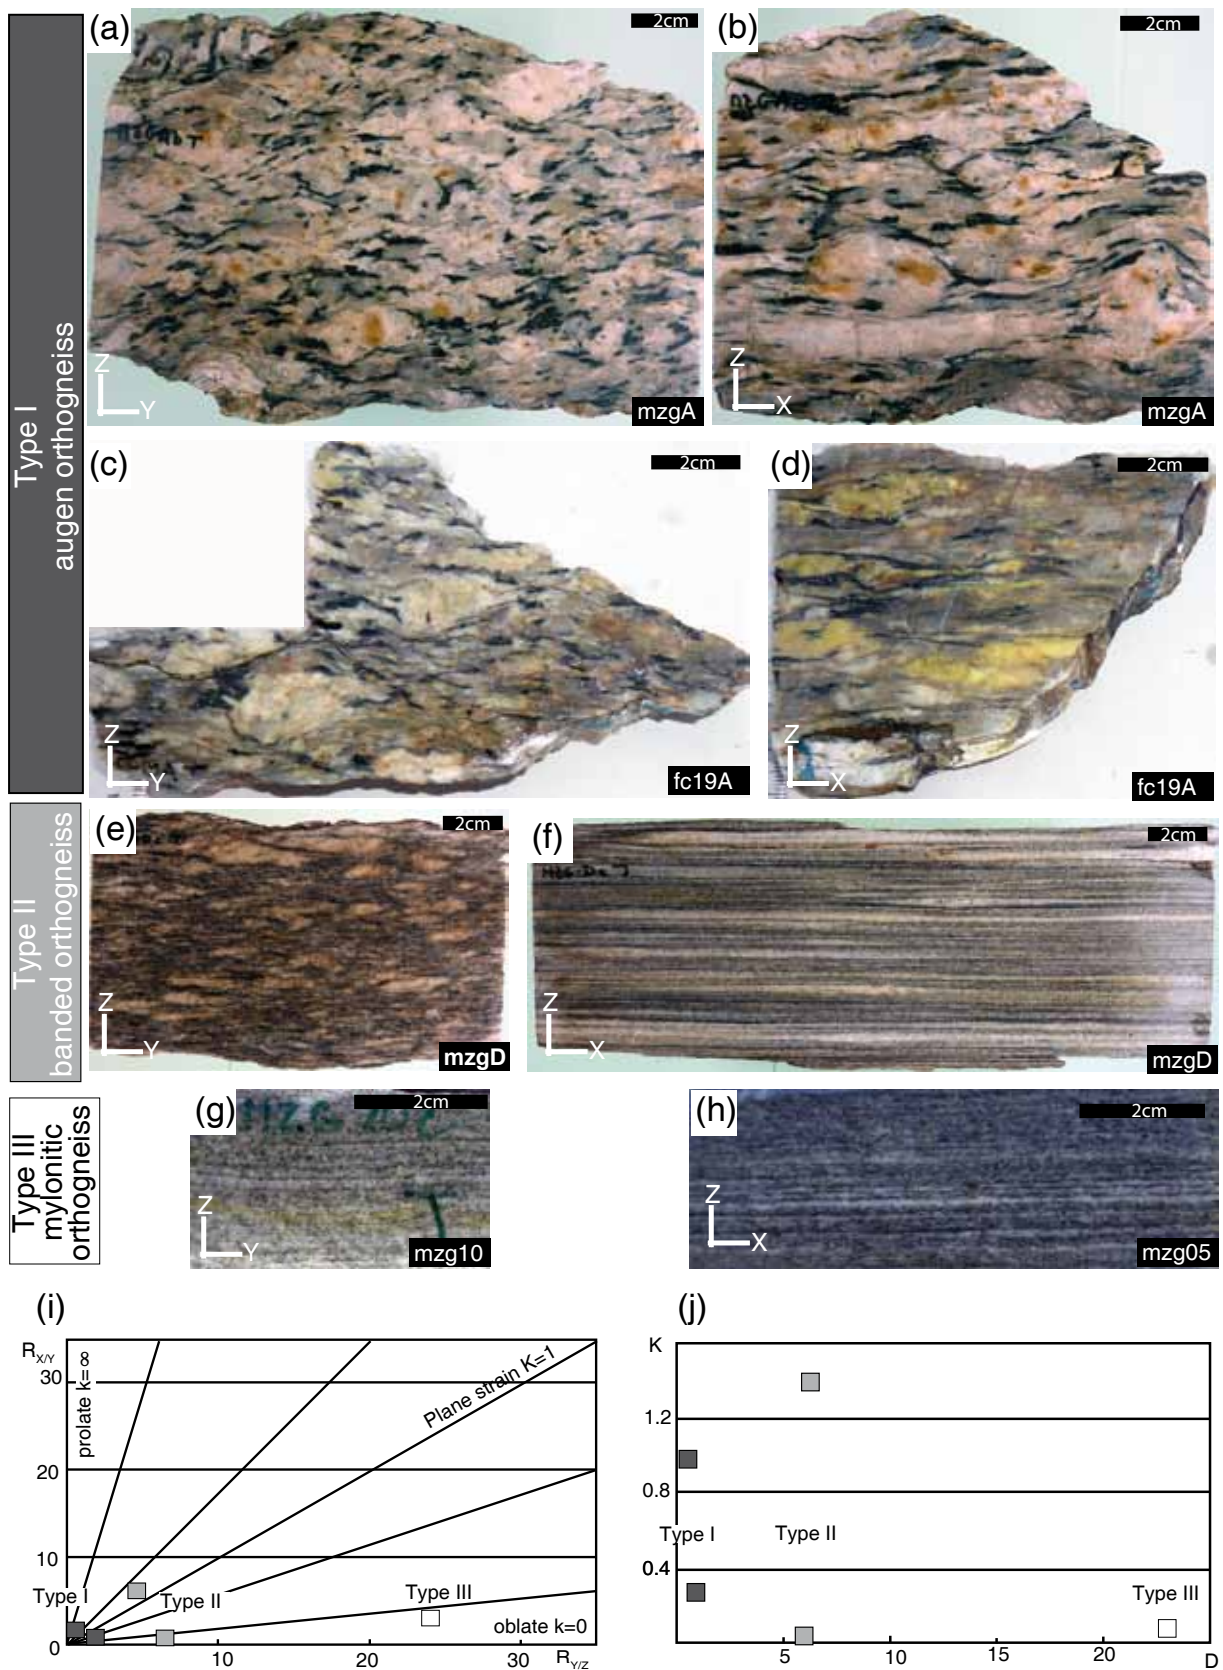 Type I
augen orthogneiss
(a)
2cm
Z
Y
mzgA
(b)
2cm
Z
X
mzgA
(c)
2cm
Z
Y
fc19A
(d)
2cm
Z
X
fc19A
Type II
banded orthogneiss
(e)
2cm
Z
Y
mzgD
(f)
2cm
Z
X
mzgD
Type III
mylonitic
orthogneiss
(g)
2cm
Z
Y
mzg10
(h)
2cm
Z
X
mzg05
(i)
R X/Y
30
20
10
0
prolate k=∞
Plane strain K=1
Type I
Type II
Type III
oblate k=0
10
20
30
R Y/Z
(j)
K
1.2
0.8
0.4
Type I
Type II
Type III
5
10
15
20
D